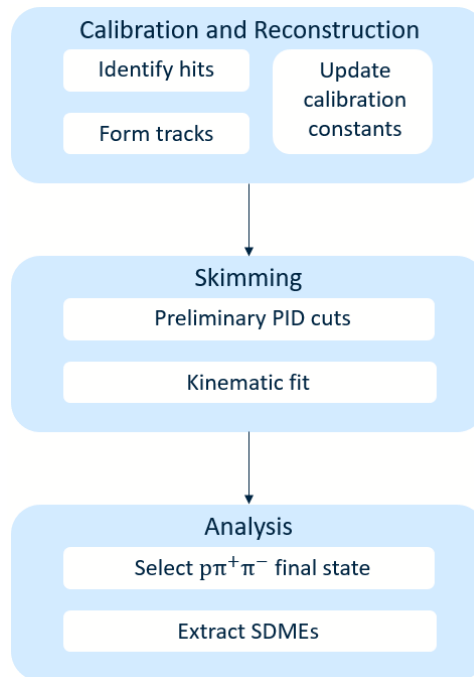 Calibration and Reconstruction
Identify hits
Form tracks
Update
calibration
constants
Skimming
Preliminary PID cuts
Kinematic fit
Analysis
Select pπ⁺π⁻ final state
Extract SDMEs